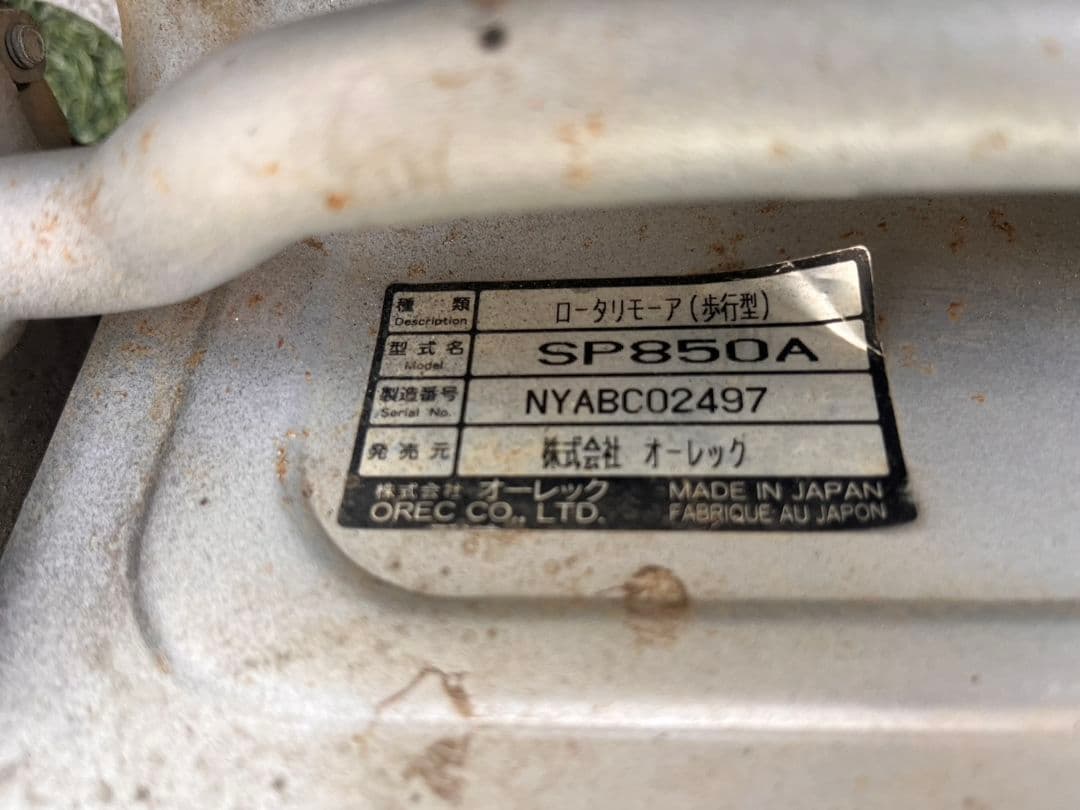 種類 ロータリモーア(歩行型)
Description
型式名 SP850A
Model
製造番号 NYABC02497
Serial No.
発売元 株式会社 オーレック
株式会社 オーレック MADE IN JAPAN
OREC CO., LTD. FABRIQUE AU JAPON